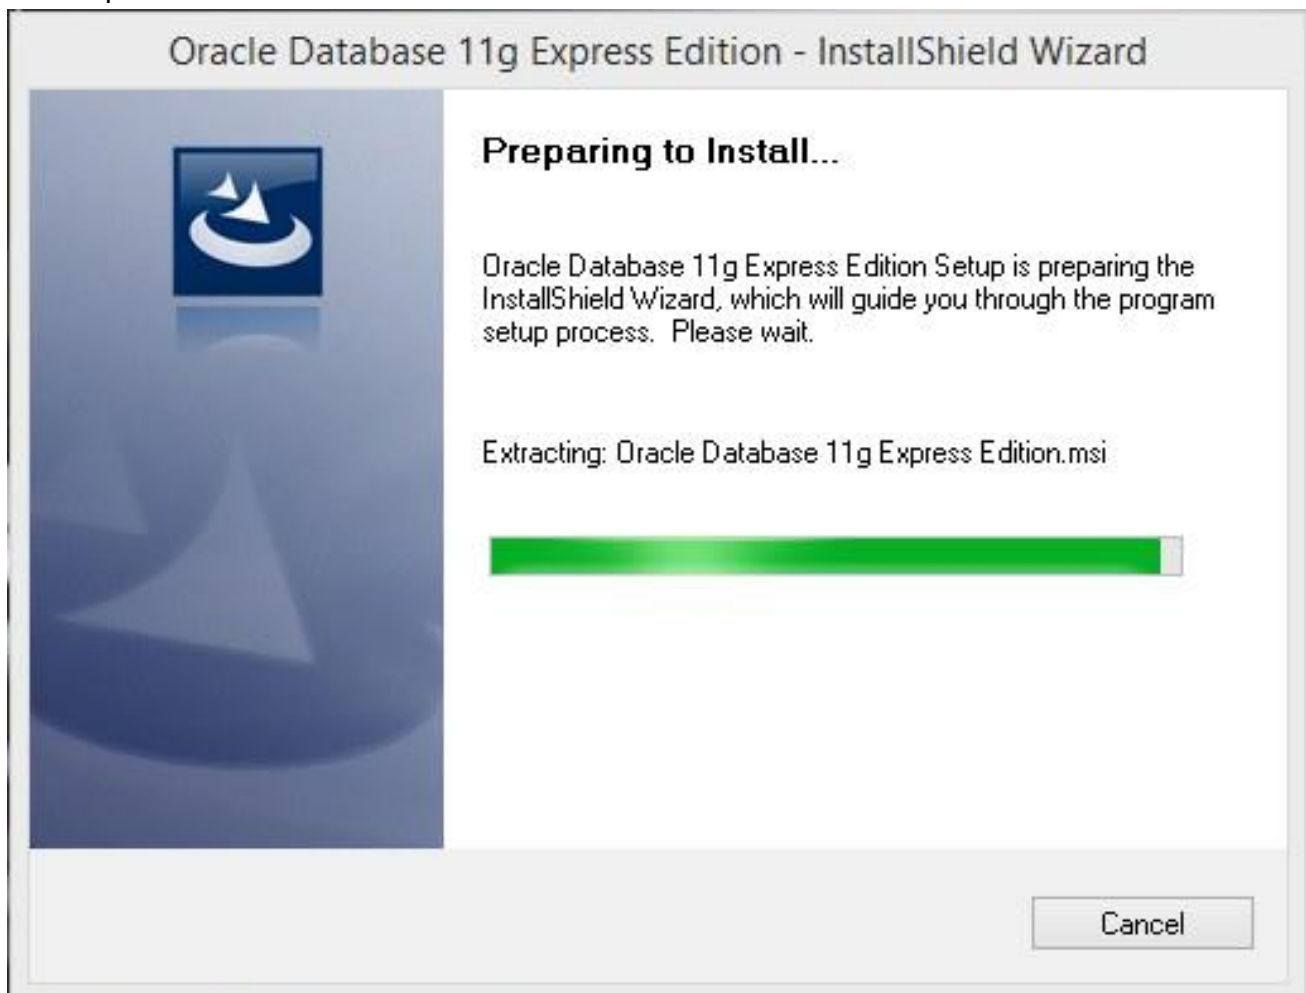 Oracle Database 11g Express Edition - InstallShield Wizard
Preparing to Install...
Oracle Database 11g Express Edition Setup is preparing the
InstallShield Wizard, which will guide you through the program
setup process.  Please wait.
Extracting: Oracle Database 11g Express Edition.msi
Cancel